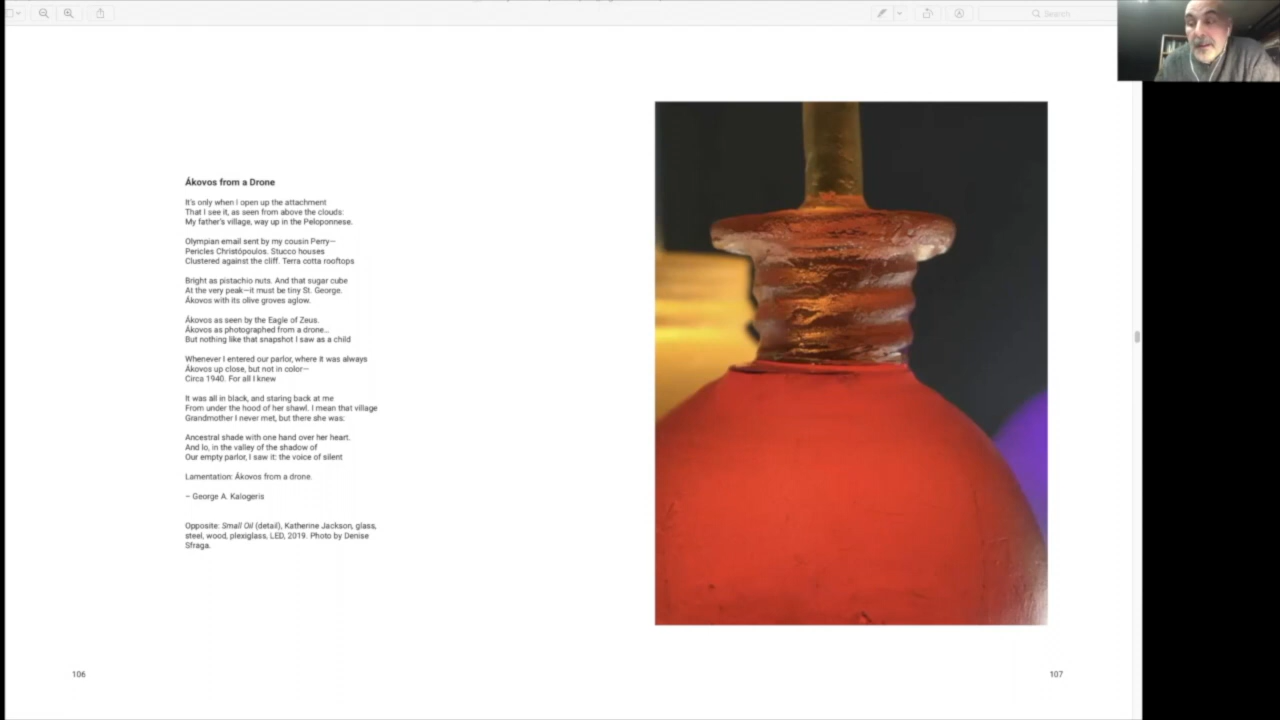 Search
Ákovos from a Drone
It's only when I open up the attachment
That I see it, as seen from above the clouds:
My father's village, way up in the Peloponnese.
Olympian email sent by my cousin Perry—
Pericles Christópoulos. Stucco houses
Clustered against the cliff. Terra cotta rooftops
Bright as pistachio nuts. And that sugar cube
At the very peak—it must be tiny St. George.
Ákovos with its olive groves aglow.
Ákovos as seen by the Eagle of Zeus.
Ákovos as photographed from a drone…
But nothing like that snapshot I saw as a child
Whenever I entered our parlor, where it was always
Ákovos up close, but not in color—
Circa 1940. For all I knew
It was all in black, and staring back at me
From under the hood of her shawl. I mean that village
Grandmother I never met, but there she was:
Ancestral shade with one hand over her heart.
And lo, in the valley of the shadow of
Our empty parlor, I saw it: the voice of silent
Lamentation: Ákovos from a drone.
– George A. Kalogeris
Opposite: Small Oil (detail), Katherine Jackson, glass,
steel, wood, plexiglass, LED, 2019. Photo by Denise
Sfraga.
106
107